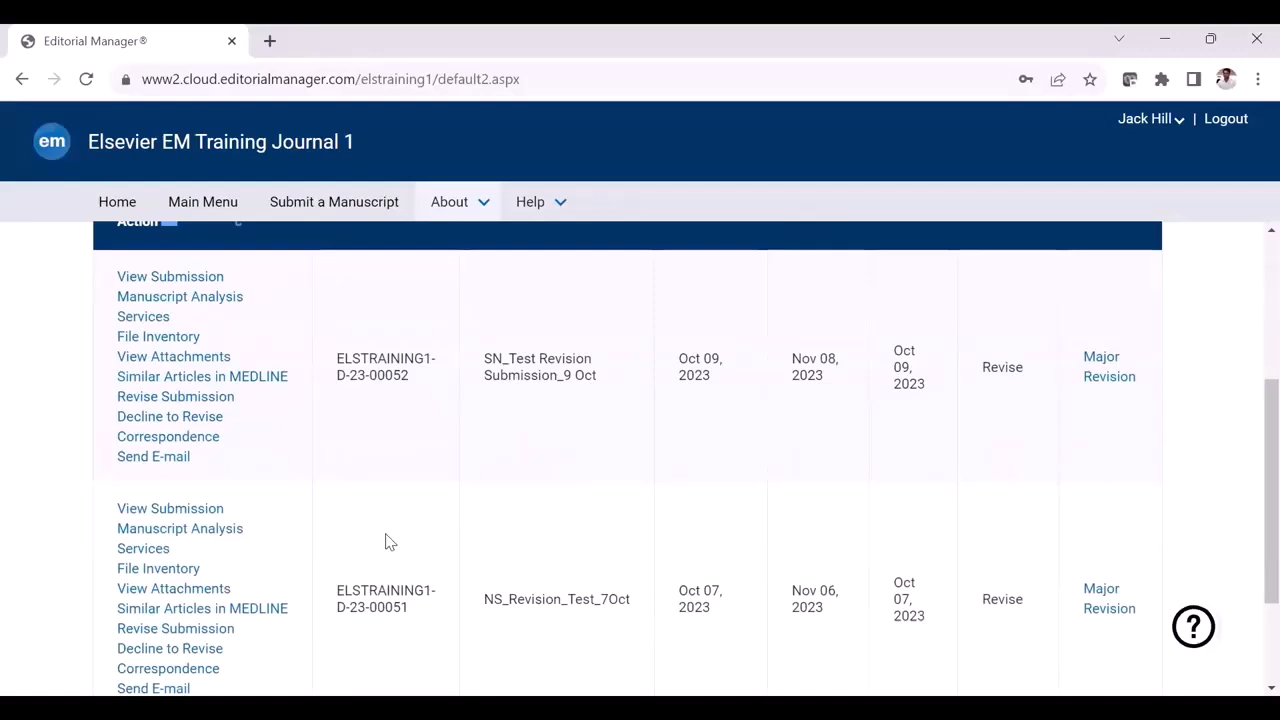 Editorial Manager®
www2.cloud.editorialmanager.com/elstraining1/default2.aspx
Jack Hill | Logout
em Elsevier EM Training Journal 1
Home Main Menu Submit a Manuscript About Help
Action
View Submission
Manuscript Analysis
Services
File Inventory
View Attachments
Similar Articles in MEDLINE
Revise Submission
Decline to Revise
Correspondence
Send E-mail
ELSTRAINING1-
D-23-00052
SN_Test Revision
Submission_9 Oct
Oct 09,
2023
Nov 08,
2023
Oct
09,
2023
Revise
Major
Revision
View Submission
Manuscript Analysis
Services
File Inventory
View Attachments
Similar Articles in MEDLINE
Revise Submission
Decline to Revise
Correspondence
Send E-mail
ELSTRAINING1-
D-23-00051
NS_Revision_Test_7Oct
Oct 07,
2023
Nov 06,
2023
Oct
07,
2023
Revise
Major
Revision
?